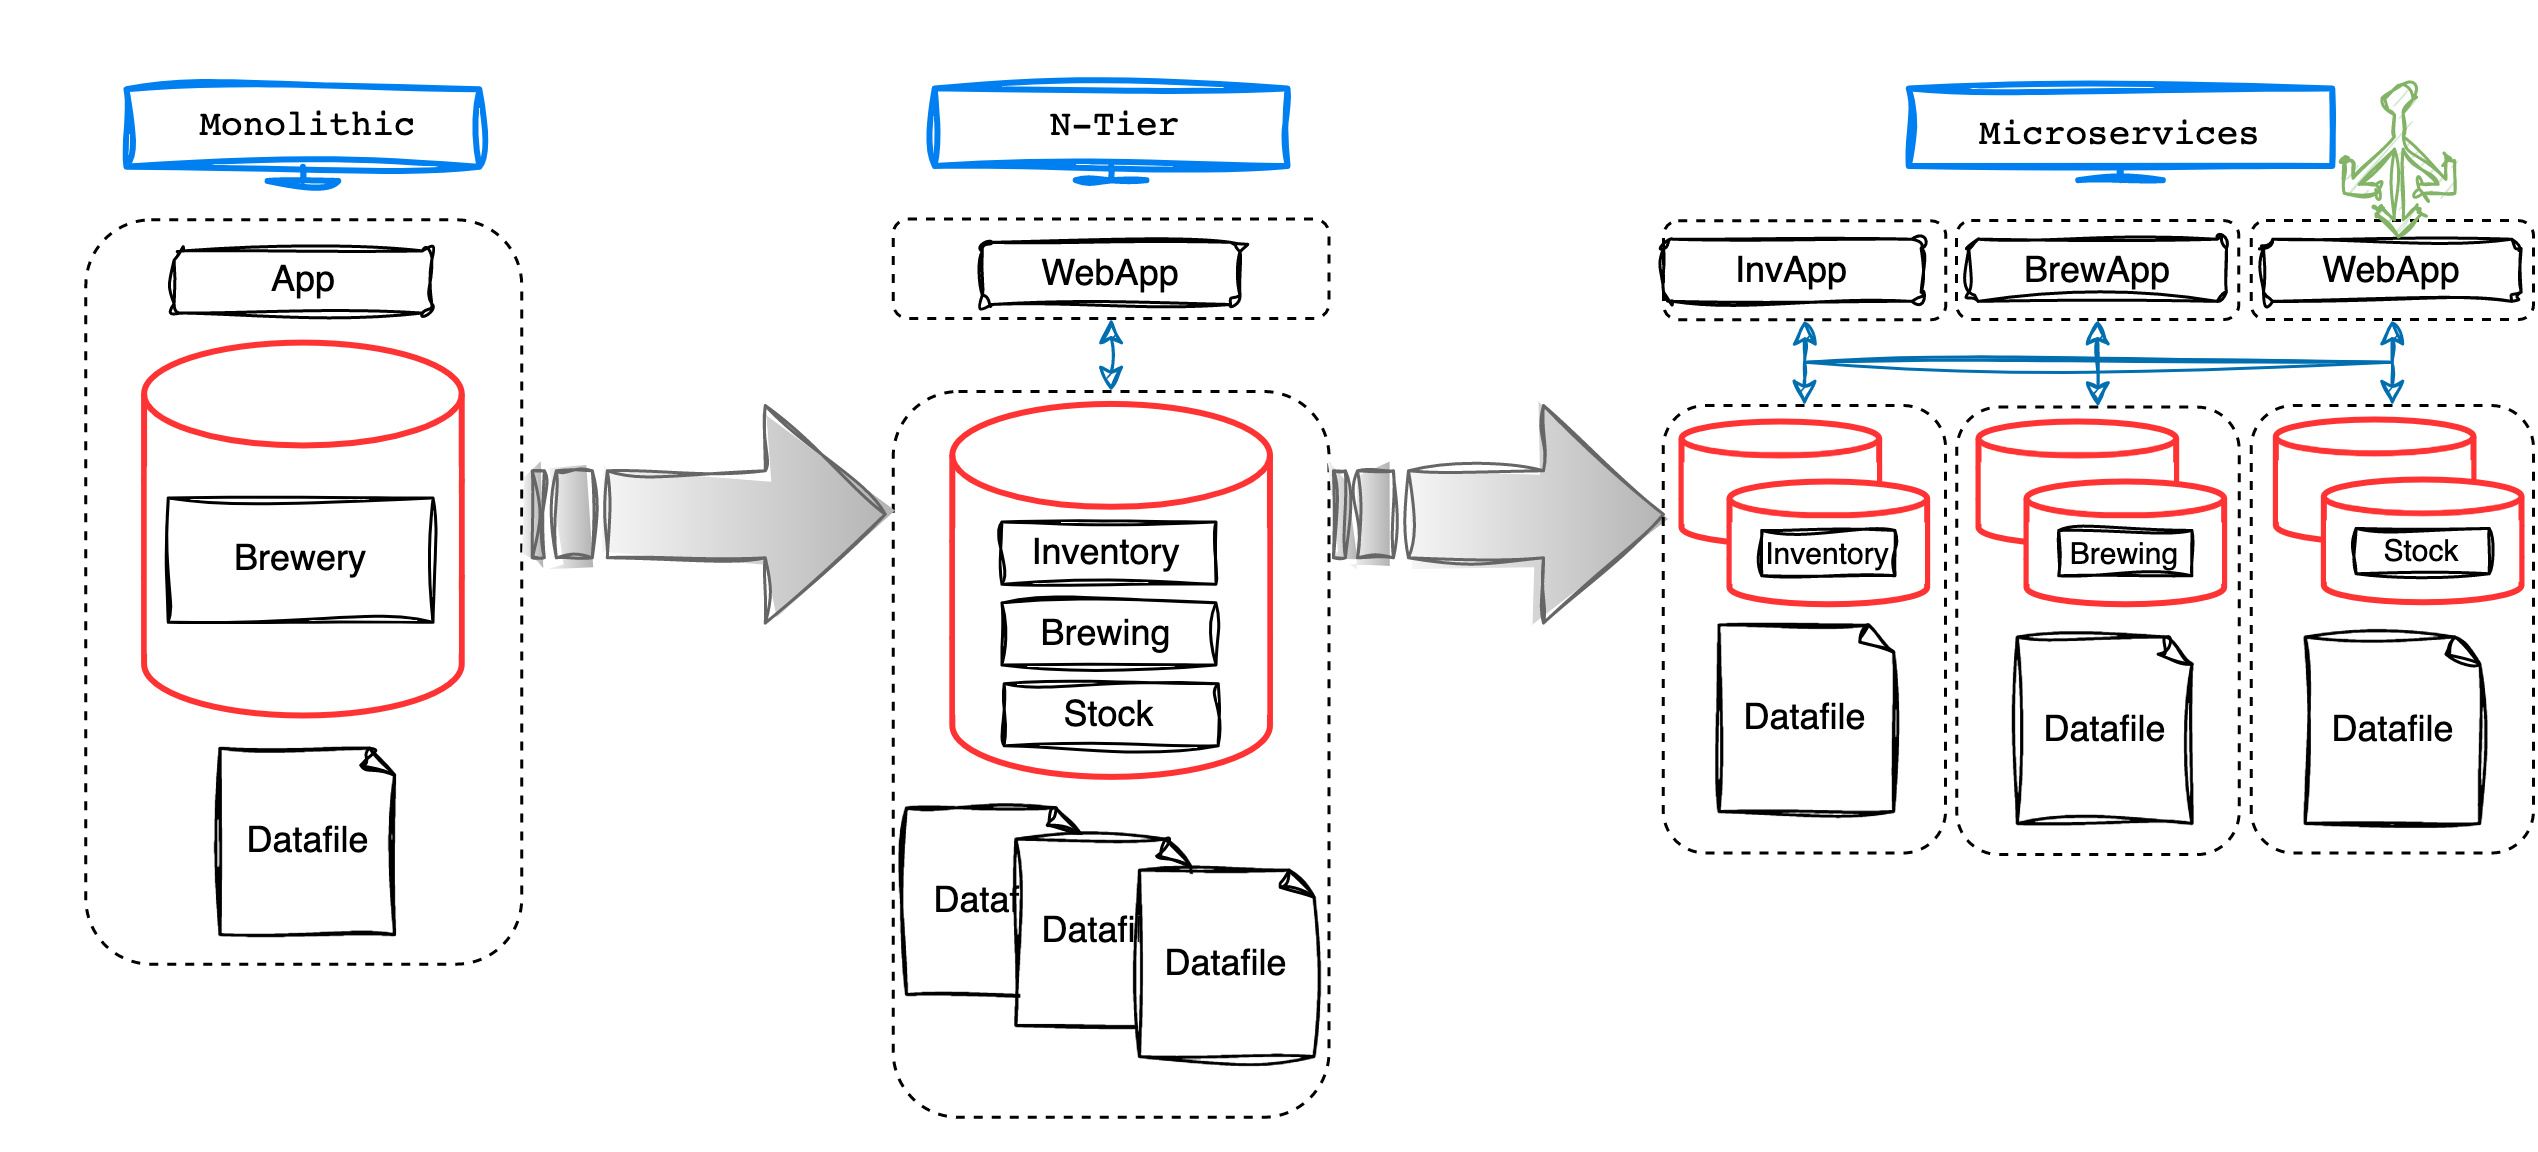 Monolithic
App
Brewery
Datafile
N-Tier
WebApp
Inventory
Brewing
Stock
Dataf
Datafi
Datafile
Microservices
InvApp
BrewApp
WebApp
Inventory
Brewing
Stock
Datafile
Datafile
Datafile